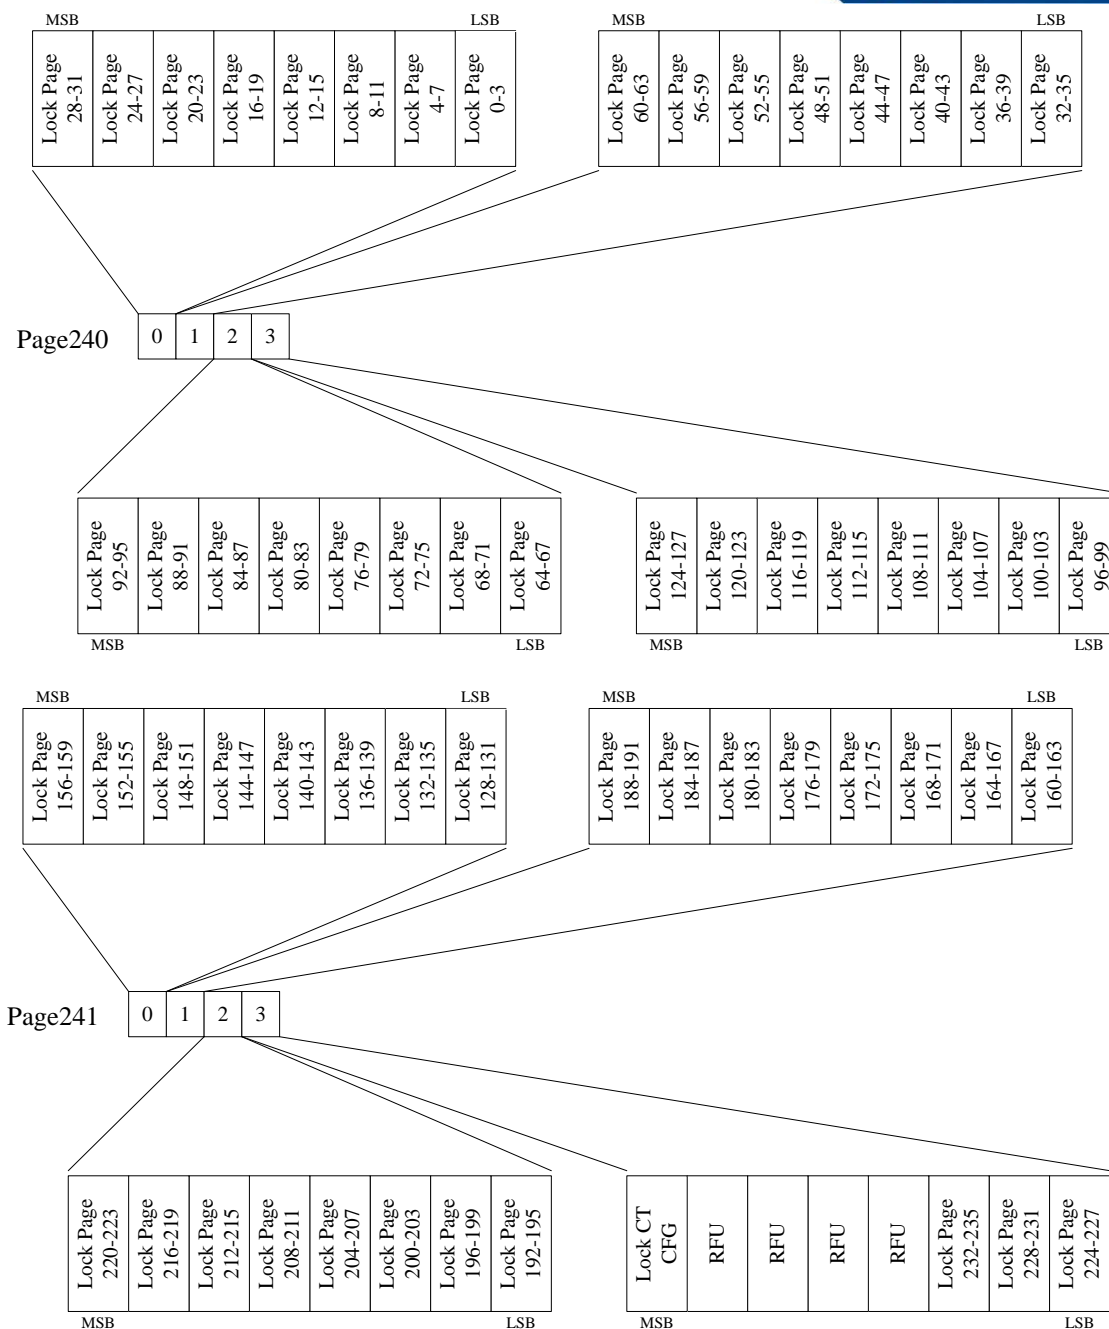 MSB LSB
Lock Page 28-31
Lock Page 24-27
Lock Page 20-23
Lock Page 16-19
Lock Page 12-15
Lock Page 8-11
Lock Page 4-7
Lock Page 0-3
MSB LSB
Lock Page 60-63
Lock Page 56-59
Lock Page 52-55
Lock Page 48-51
Lock Page 44-47
Lock Page 40-43
Lock Page 36-39
Lock Page 32-35
Page240 0 1 2 3
Lock Page 92-95
Lock Page 88-91
Lock Page 84-87
Lock Page 80-83
Lock Page 76-79
Lock Page 72-75
Lock Page 68-71
Lock Page 64-67
MSB LSB
Lock Page 124-127
Lock Page 120-123
Lock Page 116-119
Lock Page 112-115
Lock Page 108-111
Lock Page 104-107
Lock Page 100-103
Lock Page 96-99
MSB LSB
MSB LSB
Lock Page 156-159
Lock Page 152-155
Lock Page 148-151
Lock Page 144-147
Lock Page 140-143
Lock Page 136-139
Lock Page 132-135
Lock Page 128-131
MSB LSB
Lock Page 188-191
Lock Page 184-187
Lock Page 180-183
Lock Page 176-179
Lock Page 172-175
Lock Page 168-171
Lock Page 164-167
Lock Page 160-163
Page241 0 1 2 3
Lock Page 220-223
Lock Page 216-219
Lock Page 212-215
Lock Page 208-211
Lock Page 204-207
Lock Page 200-203
Lock Page 196-199
Lock Page 192-195
MSB LSB
Lock CT CFG
RFU
RFU
RFU
RFU
Lock Page 232-235
Lock Page 228-231
Lock Page 224-227
MSB LSB